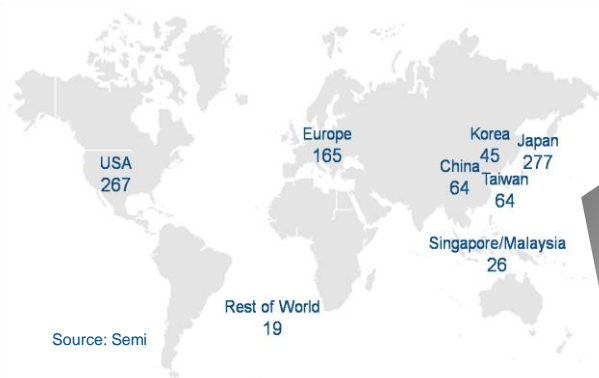 USA
267
Europe
165
Korea
45
Japan
277
China
64
Taiwan
64
Singapore/Malaysia
26
Rest of World
19
Source: Semi